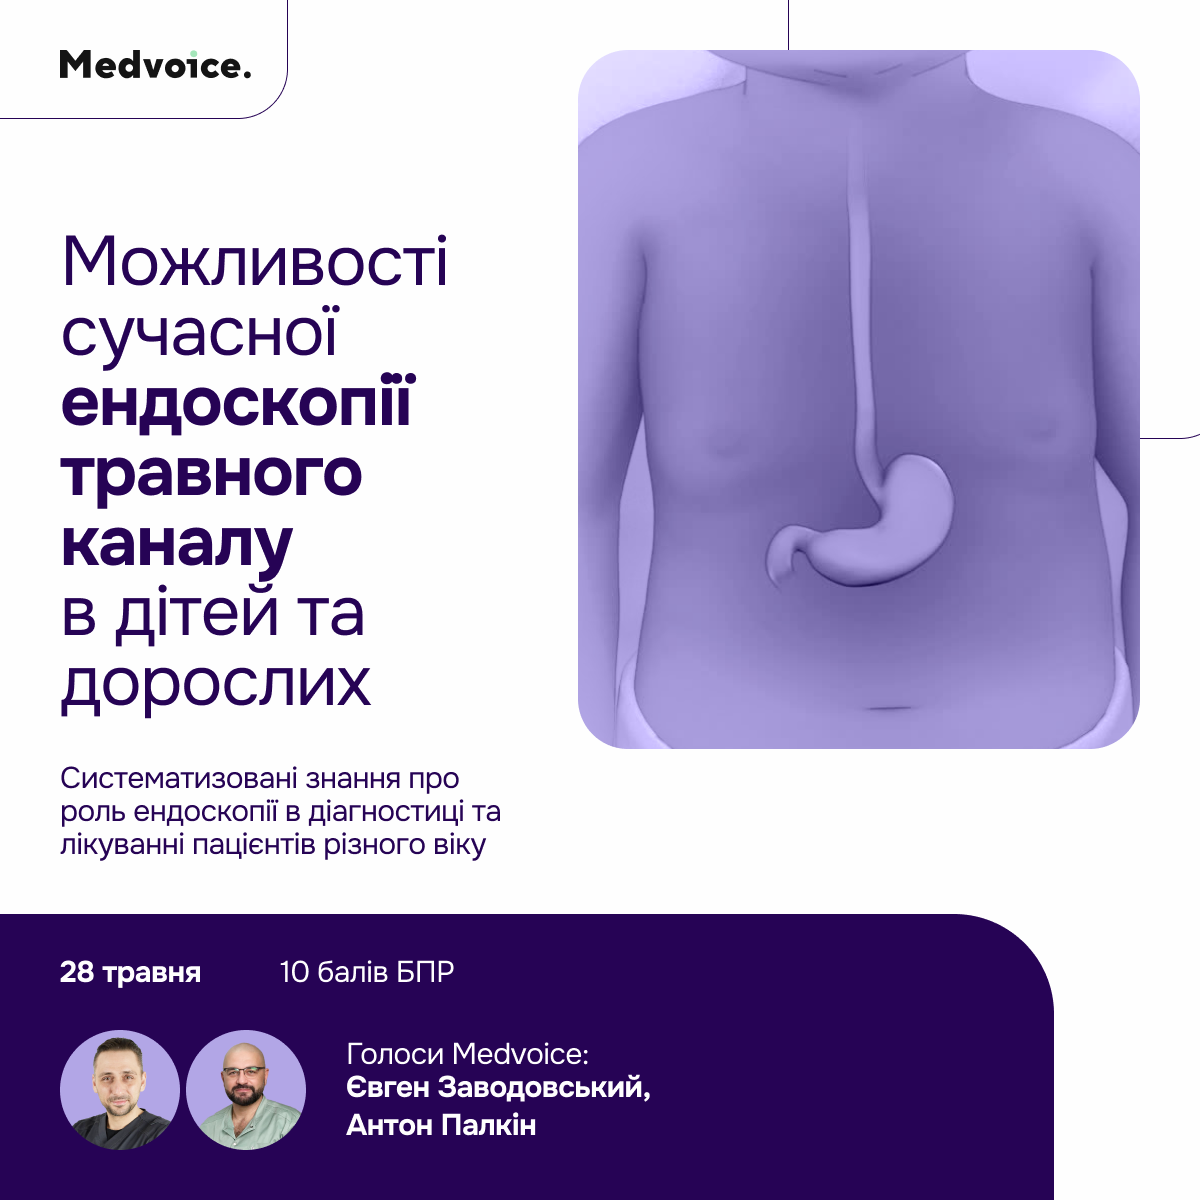 Medvoice.
Можливості
сучасної
ендоскопії
травного
каналу
в дітей та
дорослих
Систематизовані знання про
роль ендоскопії в діагностиці та
лікуванні пацієнтів різного віку
28 травня
10 балів БПР
Голоси Medvoice:
Євген Заводовський,
Антон Палкін